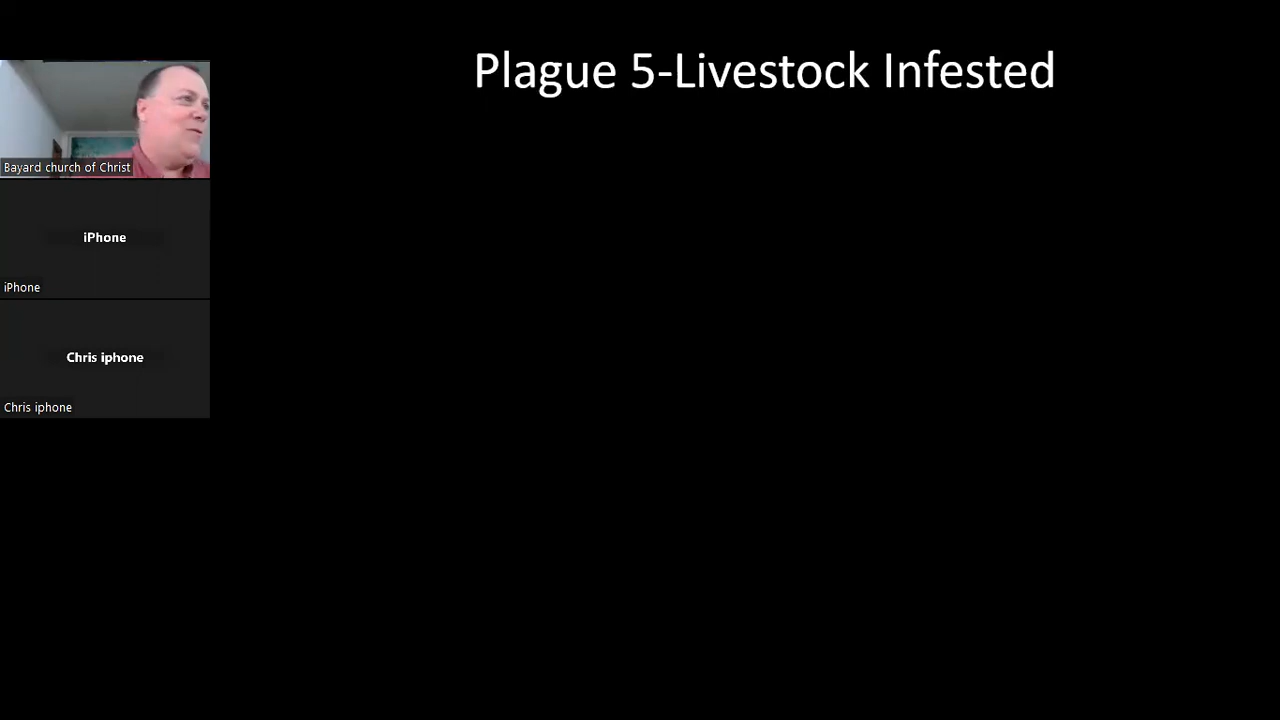 Plague 5-Livestock Infested
Bayard church of Christ
iPhone
iPhone
Chris iphone
Chris iphone